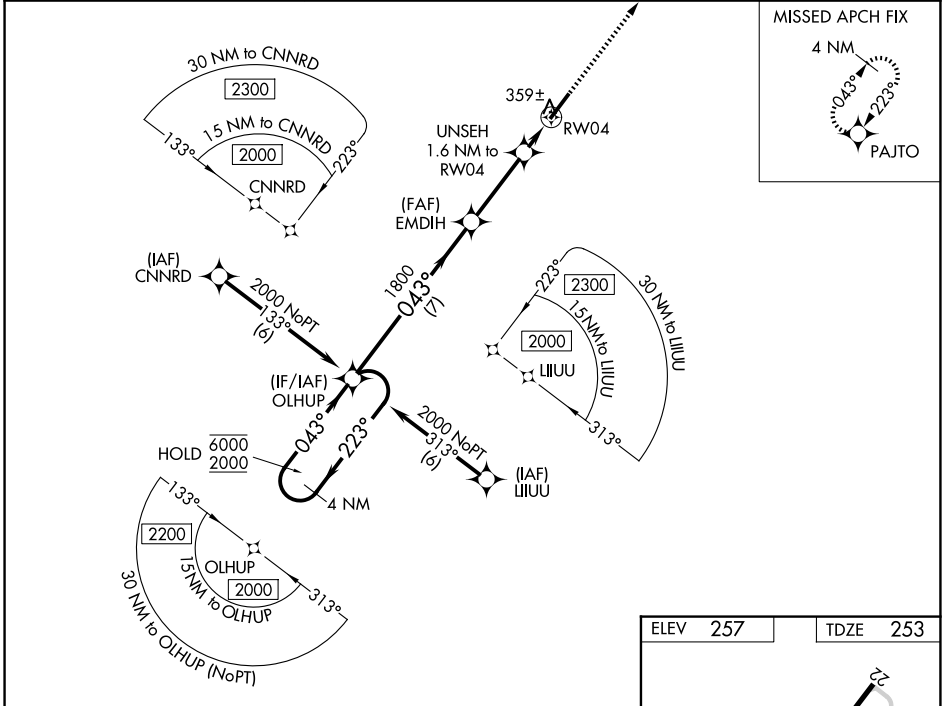 30 NM to CNNRD
2300
15 NM to CNNRD
2000
133°
223°
CNNRD
MISSED APCH FIX
4 NM
043°
223°
PAJTO
359±
RW04
UNSEH
1.6 NM to
RW04
(FAF)
EMDIH
(IAF)
CNNRD
2000 NoPT
133°
(6)
1800
043°
(7)
223°
2300
30 NM to LIIUU
15 NM to LIIUU
2000
LIIUU
313°
(IF/IAF)
OLHUP
043°
223°
HOLD
6000
2000
4 NM
2000 NoPT
313°
(6)
(IAF)
LIIUU
133°
2200
OLHUP
2000
15 NM to OLHUP
313°
30 NM to OLHUP (NoPT)
ELEV 257
TDZE 253
22